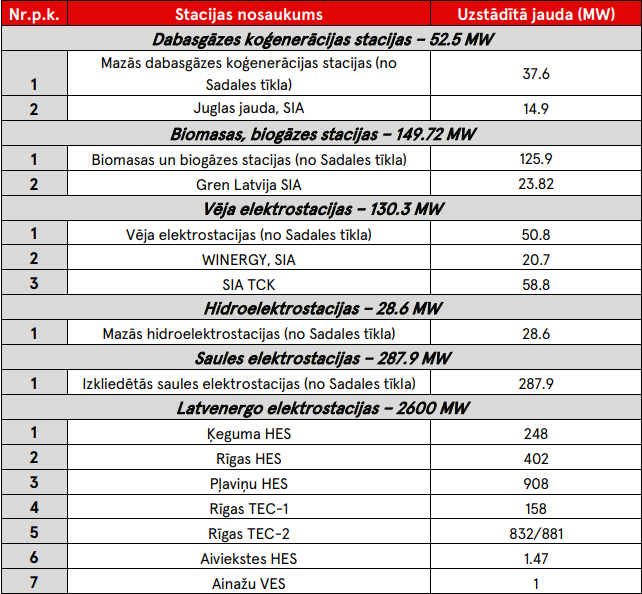 Nr.p.k. Stacijas nosaukums Uzstādītā jauda (MW)
Dabasgāzes koģenerācijas stacijas – 52.5 MW
1 Mazās dabasgāzes koģenerācijas stacijas (no Sadales tīkla) 37.6
2 Juglas jauda, SIA 14.9
Biomasas, biogāzes stacijas – 149.72 MW
1 Biomasas un biogāzes stacijas (no Sadales tīkla) 125.9
2 Gren Latvija SIA 23.82
Vēja elektrostacijas – 130.3 MW
1 Vēja elektrostacijas (no Sadales tīkla) 50.8
2 WINERGY, SIA 20.7
3 SIA TCK 58.8
Hidroelektrostacijas – 28.6 MW
1 Mazās hidroelektrostacijas (no Sadales tīkla) 28.6
Saules elektrostacijas – 287.9 MW
1 Izkliedētās saules elektrostacijas (no Sadales tīkla) 287.9
Latvenergo elektrostacijas – 2600 MW
1 Ķeguma HES 248
2 Rīgas HES 402
3 Pļaviņu HES 908
4 Rīgas TEC-1 158
5 Rīgas TEC-2 832/881
6 Aiviekstes HES 1.47
7 Ainažu VES 1